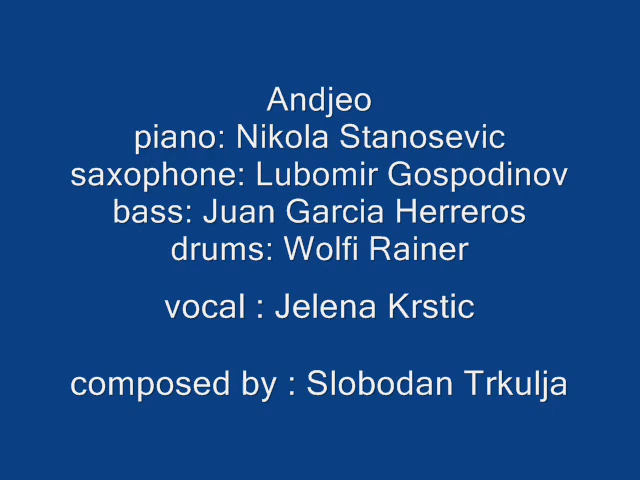 Andjeo
piano: Nikola Stanosevic
saxophone: Lubomir Gospodinov
bass: Juan Garcia Herreros
drums: Wolfi Rainer
vocal : Jelena Krstic
composed by : Slobodan Trkulja